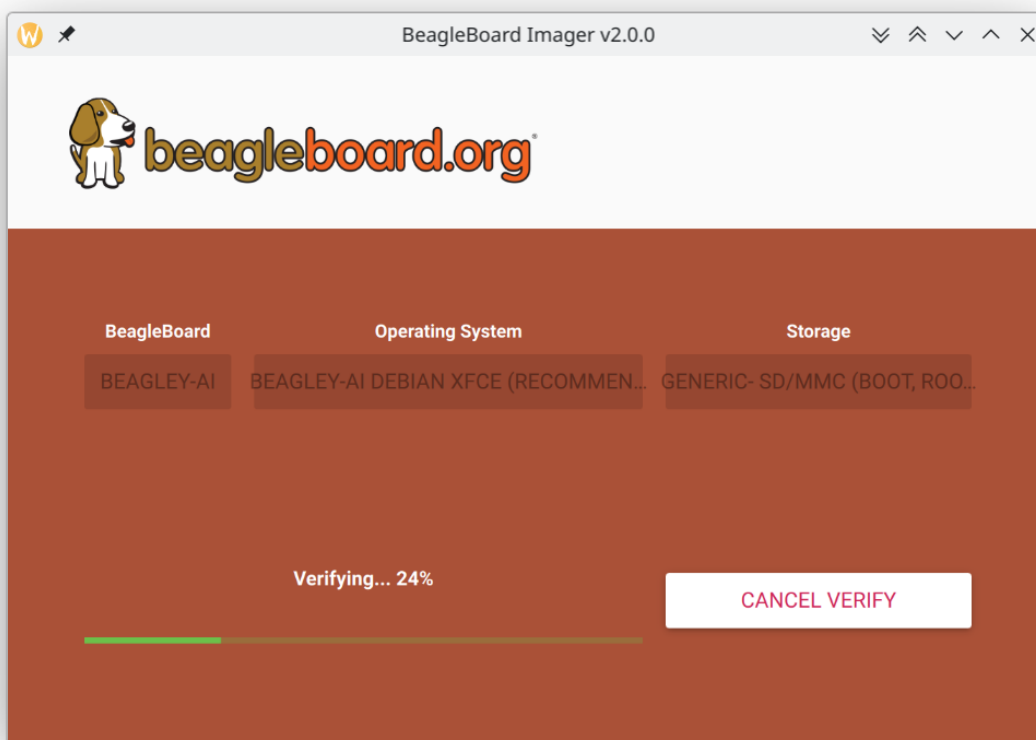 BeagleBoard Imager v2.0.0
beagleboard.org®
BeagleBoard
Operating System
Storage
BEAGLEY-AI
BEAGLEY-AI DEBIAN XFCE (RECOMMEN...
GENERIC- SD/MMC (BOOT, ROO...
Verifying... 24%
CANCEL VERIFY